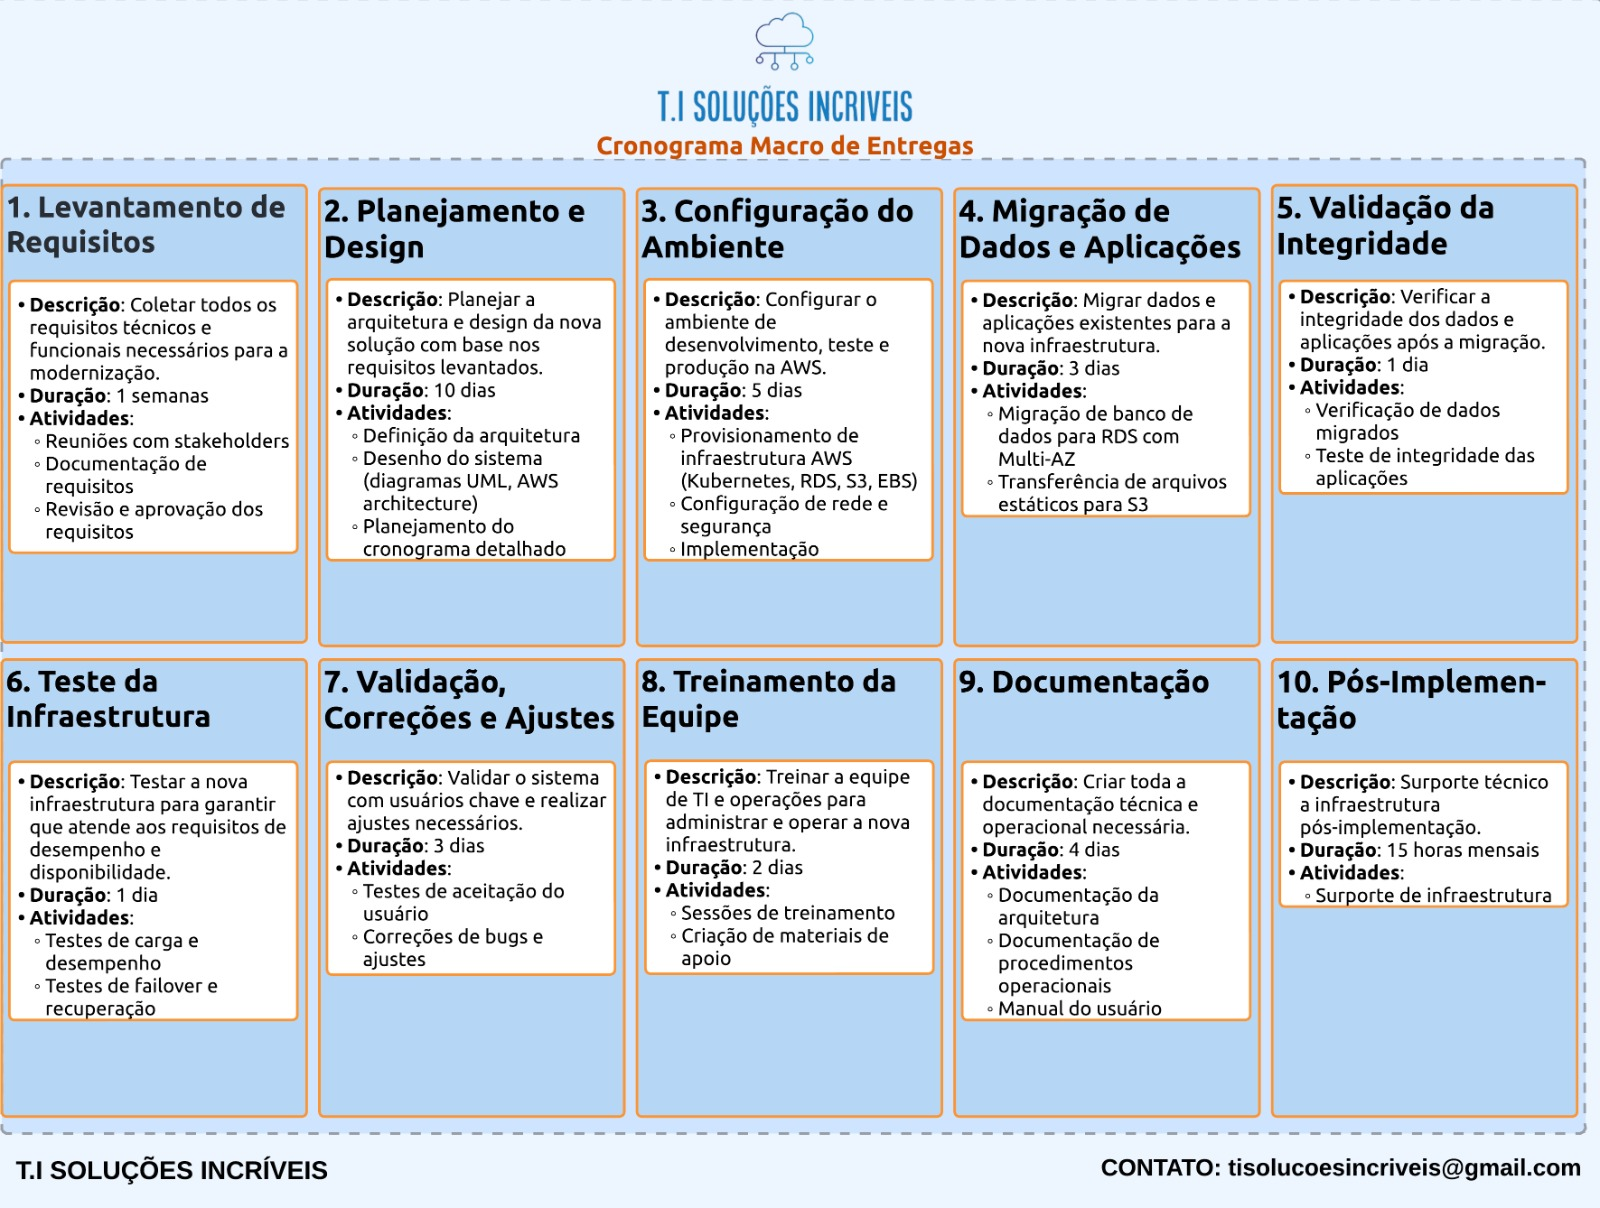 T.I SOLUÇÕES INCRIVEIS
Cronograma Macro de Entregas
1. Levantamento de
Requisitos
• Descrição: Coletar todos os
requisitos técnicos e
funcionais necessários para a
modernização.
• Duração: 1 semanas
• Atividades:
◦ Reuniões com stakeholders
◦ Documentação de
requisitos
◦ Revisão e aprovação dos
requisitos
2. Planejamento e
Design
• Descrição: Planejar a
arquitetura e design da nova
solução com base nos
requisitos levantados.
• Duração: 10 dias
• Atividades:
◦ Definição da arquitetura
◦ Desenho do sistema
(diagramas UML, AWS
architecture)
◦ Planejamento do
cronograma detalhado
3. Configuração do
Ambiente
• Descrição: Configurar o
ambiente de
desenvolvimento, teste e
produção na AWS.
• Duração: 5 dias
• Atividades:
◦ Provisionamento de
infraestrutura AWS
(Kubernetes, RDS, S3, EBS)
◦ Configuração de rede e
segurança
◦ Implementação
4. Migração de
Dados e Aplicações
• Descrição: Migrar dados e
aplicações existentes para a
nova infraestrutura.
• Duração: 3 dias
• Atividades:
◦ Migração de banco de
dados para RDS com
Multi-AZ
◦ Transferência de arquivos
estáticos para S3
5. Validação da
Integridade
• Descrição: Verificar a
integridade dos dados e
aplicações após a migração.
• Duração: 1 dia
• Atividades:
◦ Verificação de dados
migrados
◦ Teste de integridade das
aplicações
6. Teste da
Infraestrutura
• Descrição: Testar a nova
infraestrutura para garantir
que atende aos requisitos de
desempenho e
disponibilidade.
• Duração: 1 dia
• Atividades:
◦ Testes de carga e
desempenho
◦ Testes de failover e
recuperação
7. Validação,
Correções e Ajustes
• Descrição: Validar o sistema
com usuários chave e realizar
ajustes necessários.
• Duração: 3 dias
• Atividades:
◦ Testes de aceitação do
usuário
◦ Correções de bugs e
ajustes
8. Treinamento da
Equipe
• Descrição: Treinar a equipe
de TI e operações para
administrar e operar a nova
infraestrutura.
• Duração: 2 dias
• Atividades:
◦ Sessões de treinamento
◦ Criação de materiais de
apoio
9. Documentação
• Descrição: Criar toda a
documentação técnica e
operacional necessária.
• Duração: 4 dias
• Atividades:
◦ Documentação da
arquitetura
◦ Documentação de
procedimentos
operacionais
◦ Manual do usuário
10. Pós-Implemen-
tação
• Descrição: Surporte técnico
a infraestrutura
pós-implementação.
• Duração: 15 horas mensais
• Atividades:
◦ Surporte de infraestrutura
T.I SOLUÇÕES INCRÍVEIS
CONTATO: tisolucoesincriveis@gmail.com